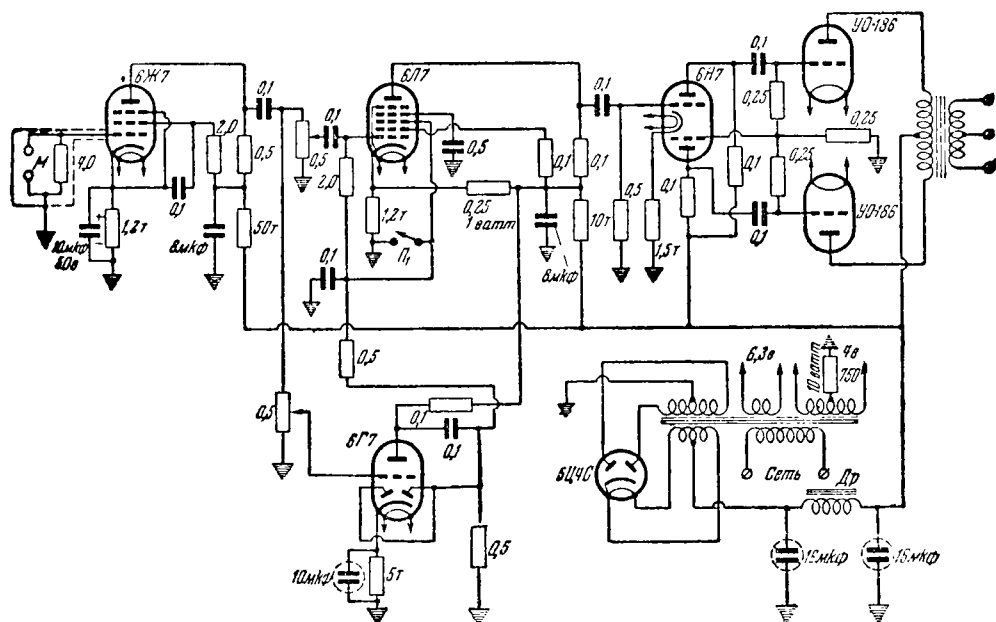 УО-186
6Ж7
6Л7
6Н7
0,1
0,1
0,1
0,1
0,25
М
4,0
2,0
0,5
0,5
2,0
0,5
0,1
0,1
0,25
0,25
0,1
10мкф
50в
1,2т
0,1
8мкф
50т
1,2т
П₁
0,25
1 ватт
10т
0,5
1,5т
0,1
0,1
УО-186
0,1
8мкф
0,5
0,5
0,1
0,1
6Г7
10мкф
5т
0,5
6,3в
10 ватт
4в
750
5Ц4С
Сеть
Др
16мкф
16мкф